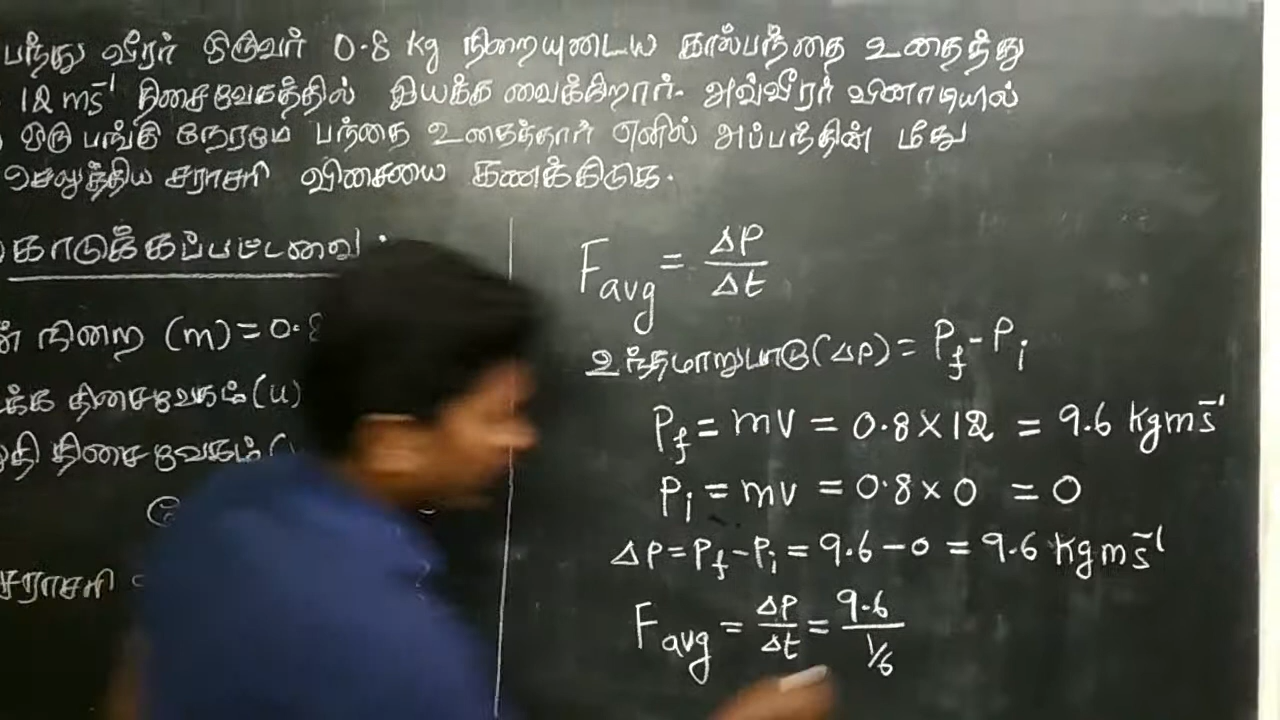 பந்து வீரர் ஒருவர் 0.8 kg நிறையுடைய கால்பந்தை உதைத்து
12 ms⁻¹ திசைவேகத்தில் இயக்க வைக்கிறார். அவ்வீரர் வினாடியில்
ஒரு பங்கு நேரமே பந்தை உதைத்தார் எனில் அப்பந்தின் மீது
செலுத்திய சராசரி விசையை கணக்கிடுக.
கொடுக்கப்பட்டவை:
ன் நிறை (m) = 0.8
க்க திசைவேகம் (u)
தி திசைவேகம் (
சராசரி
F avg = ΔP/Δt
உந்தமாறுபாடு (ΔP) = P_f - P_i
P_f = mv = 0.8 × 12 = 9.6 kgms⁻¹
P_i = mv = 0.8 × 0 = 0
ΔP = P_f - P_i = 9.6 - 0 = 9.6 kgms⁻¹
F avg = ΔP/Δt = 9.6/(1/6)